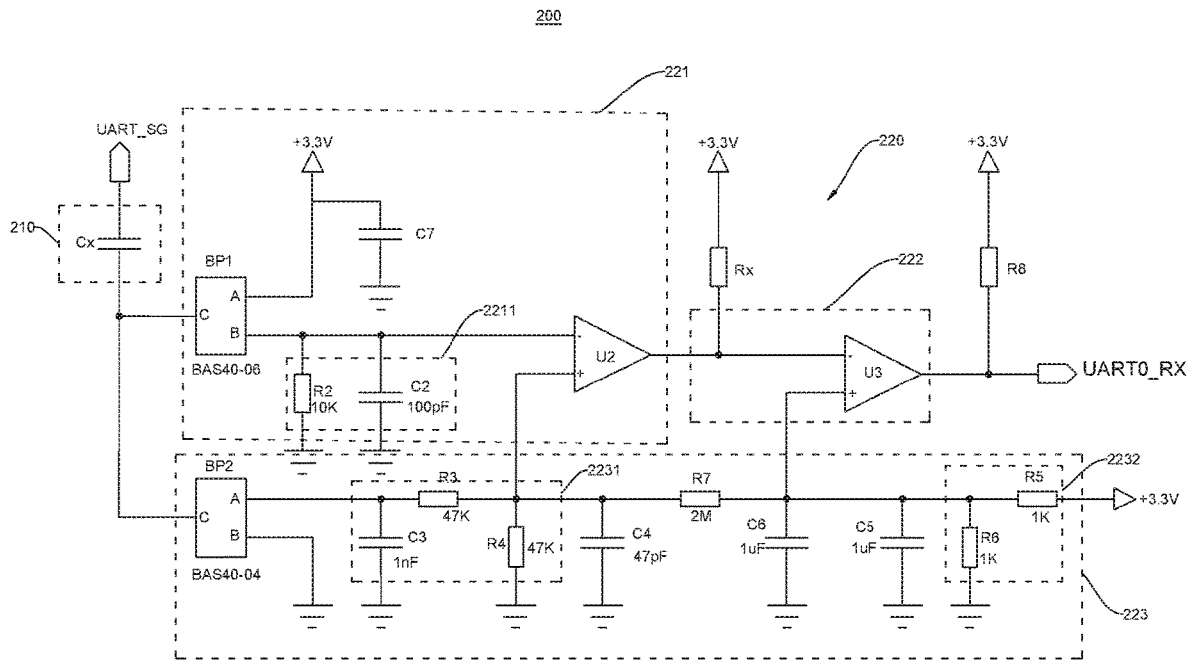 200
221
UART_SG
+3.3V
+3.3V
220
+3.3V
210
Cx
C7
BP1
A
C
B
BAS40-06
Rx
R8
222
2211
R2
10K
C2
100pF
-
U2
+
-
U3
+
UART0_RX
BP2
A
C
B
BAS40-04
R3
47K
2231
R7
2M
2232
R5
1K
+3.3V
C3
1nF
R4
47K
C4
47pF
C6
1uF
C5
1uF
R6
1K
223